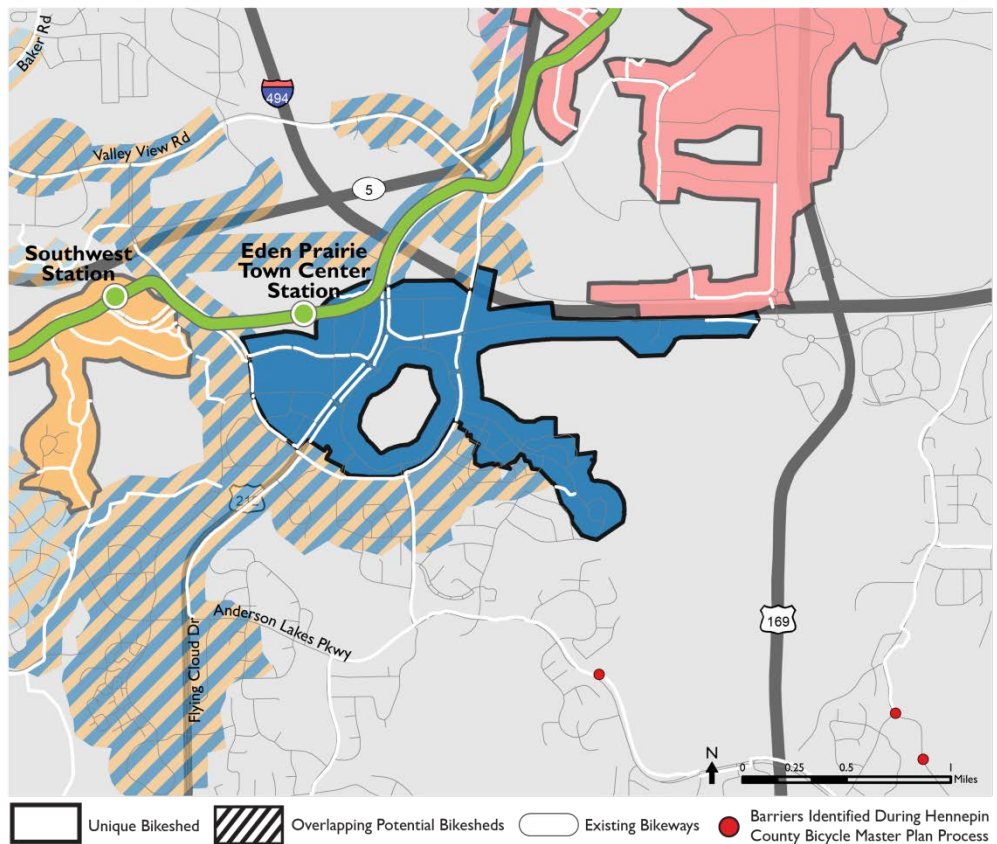 Baker Rd
494
Valley View Rd
5
Southwest
Station
Eden Prairie
Town Center
Station
212
Anderson Lakes Pkwy
Flying Cloud Dr
169
N
0 0.25 0.5 1
Miles
Unique Bikeshed
Overlapping Potential Bikesheds
Existing Bikeways
Barriers Identified During Hennepin
County Bicycle Master Plan Process